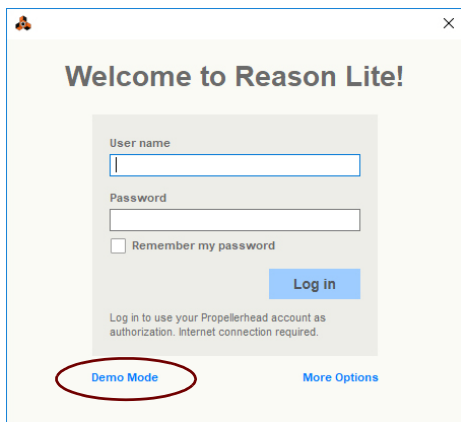 Welcome to Reason Lite!
User name
Password
Remember my password
Log in
Log in to use your Propellerhead account as
authorization. Internet connection required.
Demo Mode
More Options